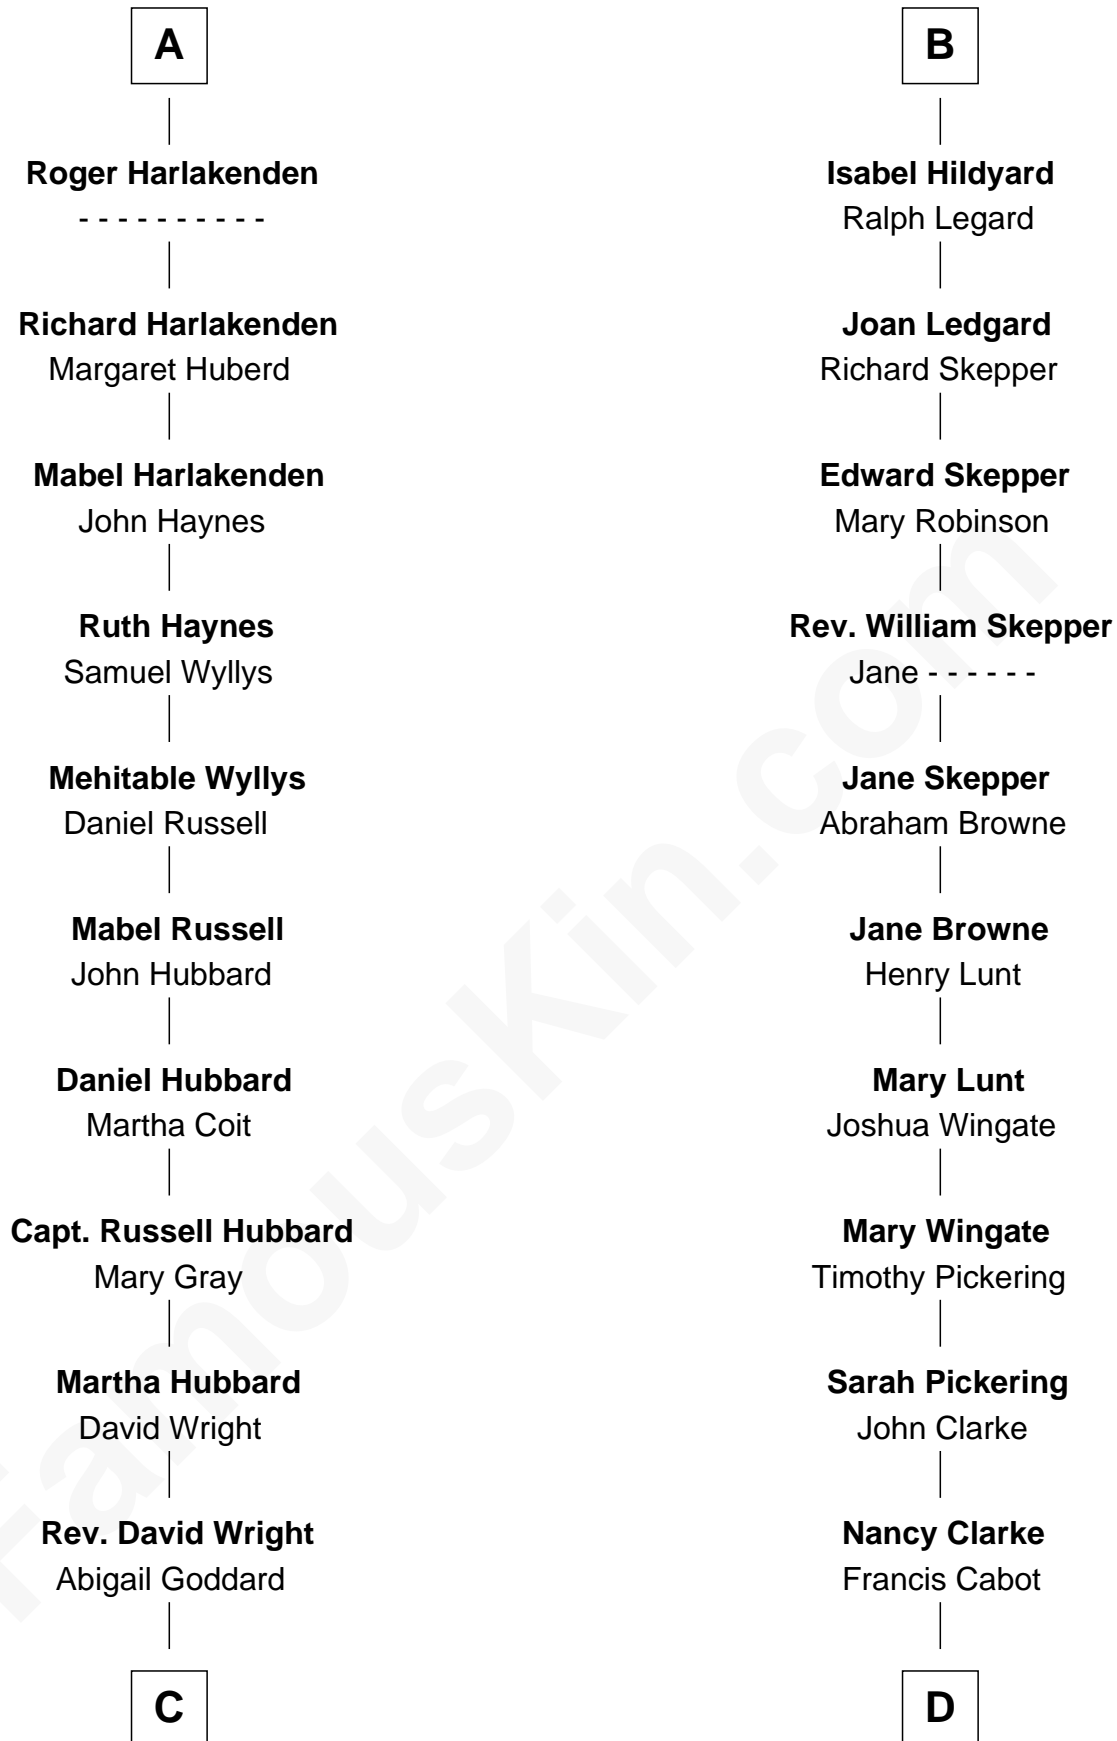 A
Roger Harlakenden
- - - - - - - - - -
Richard Harlakenden
Margaret Huberd
Mabel Harlakenden
John Haynes
Ruth Haynes
Samuel Wyllys
Mehitable Wyllys
Daniel Russell
Mabel Russell
John Hubbard
Daniel Hubbard
Martha Coit
Capt. Russell Hubbard
Mary Gray
Martha Hubbard
David Wright
Rev. David Wright
Abigail Goddard
C
B
Isabel Hildyard
Ralph Legard
Joan Ledgard
Richard Skepper
Edward Skepper
Mary Robinson
Rev. William Skepper
Jane - - - - - -
Jane Skepper
Abraham Browne
Jane Browne
Henry Lunt
Mary Lunt
Joshua Wingate
Mary Wingate
Timothy Pickering
Sarah Pickering
John Clarke
Nancy Clarke
Francis Cabot
D
FamousKin.com